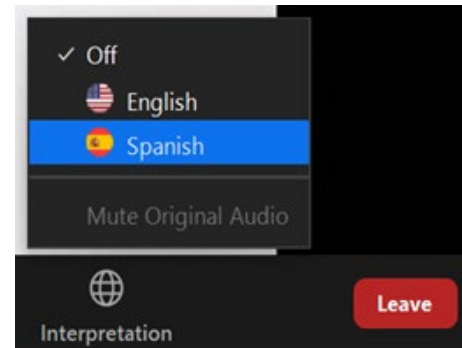 Off
English
Spanish
Mute Original Audio
Leave
Interpretation